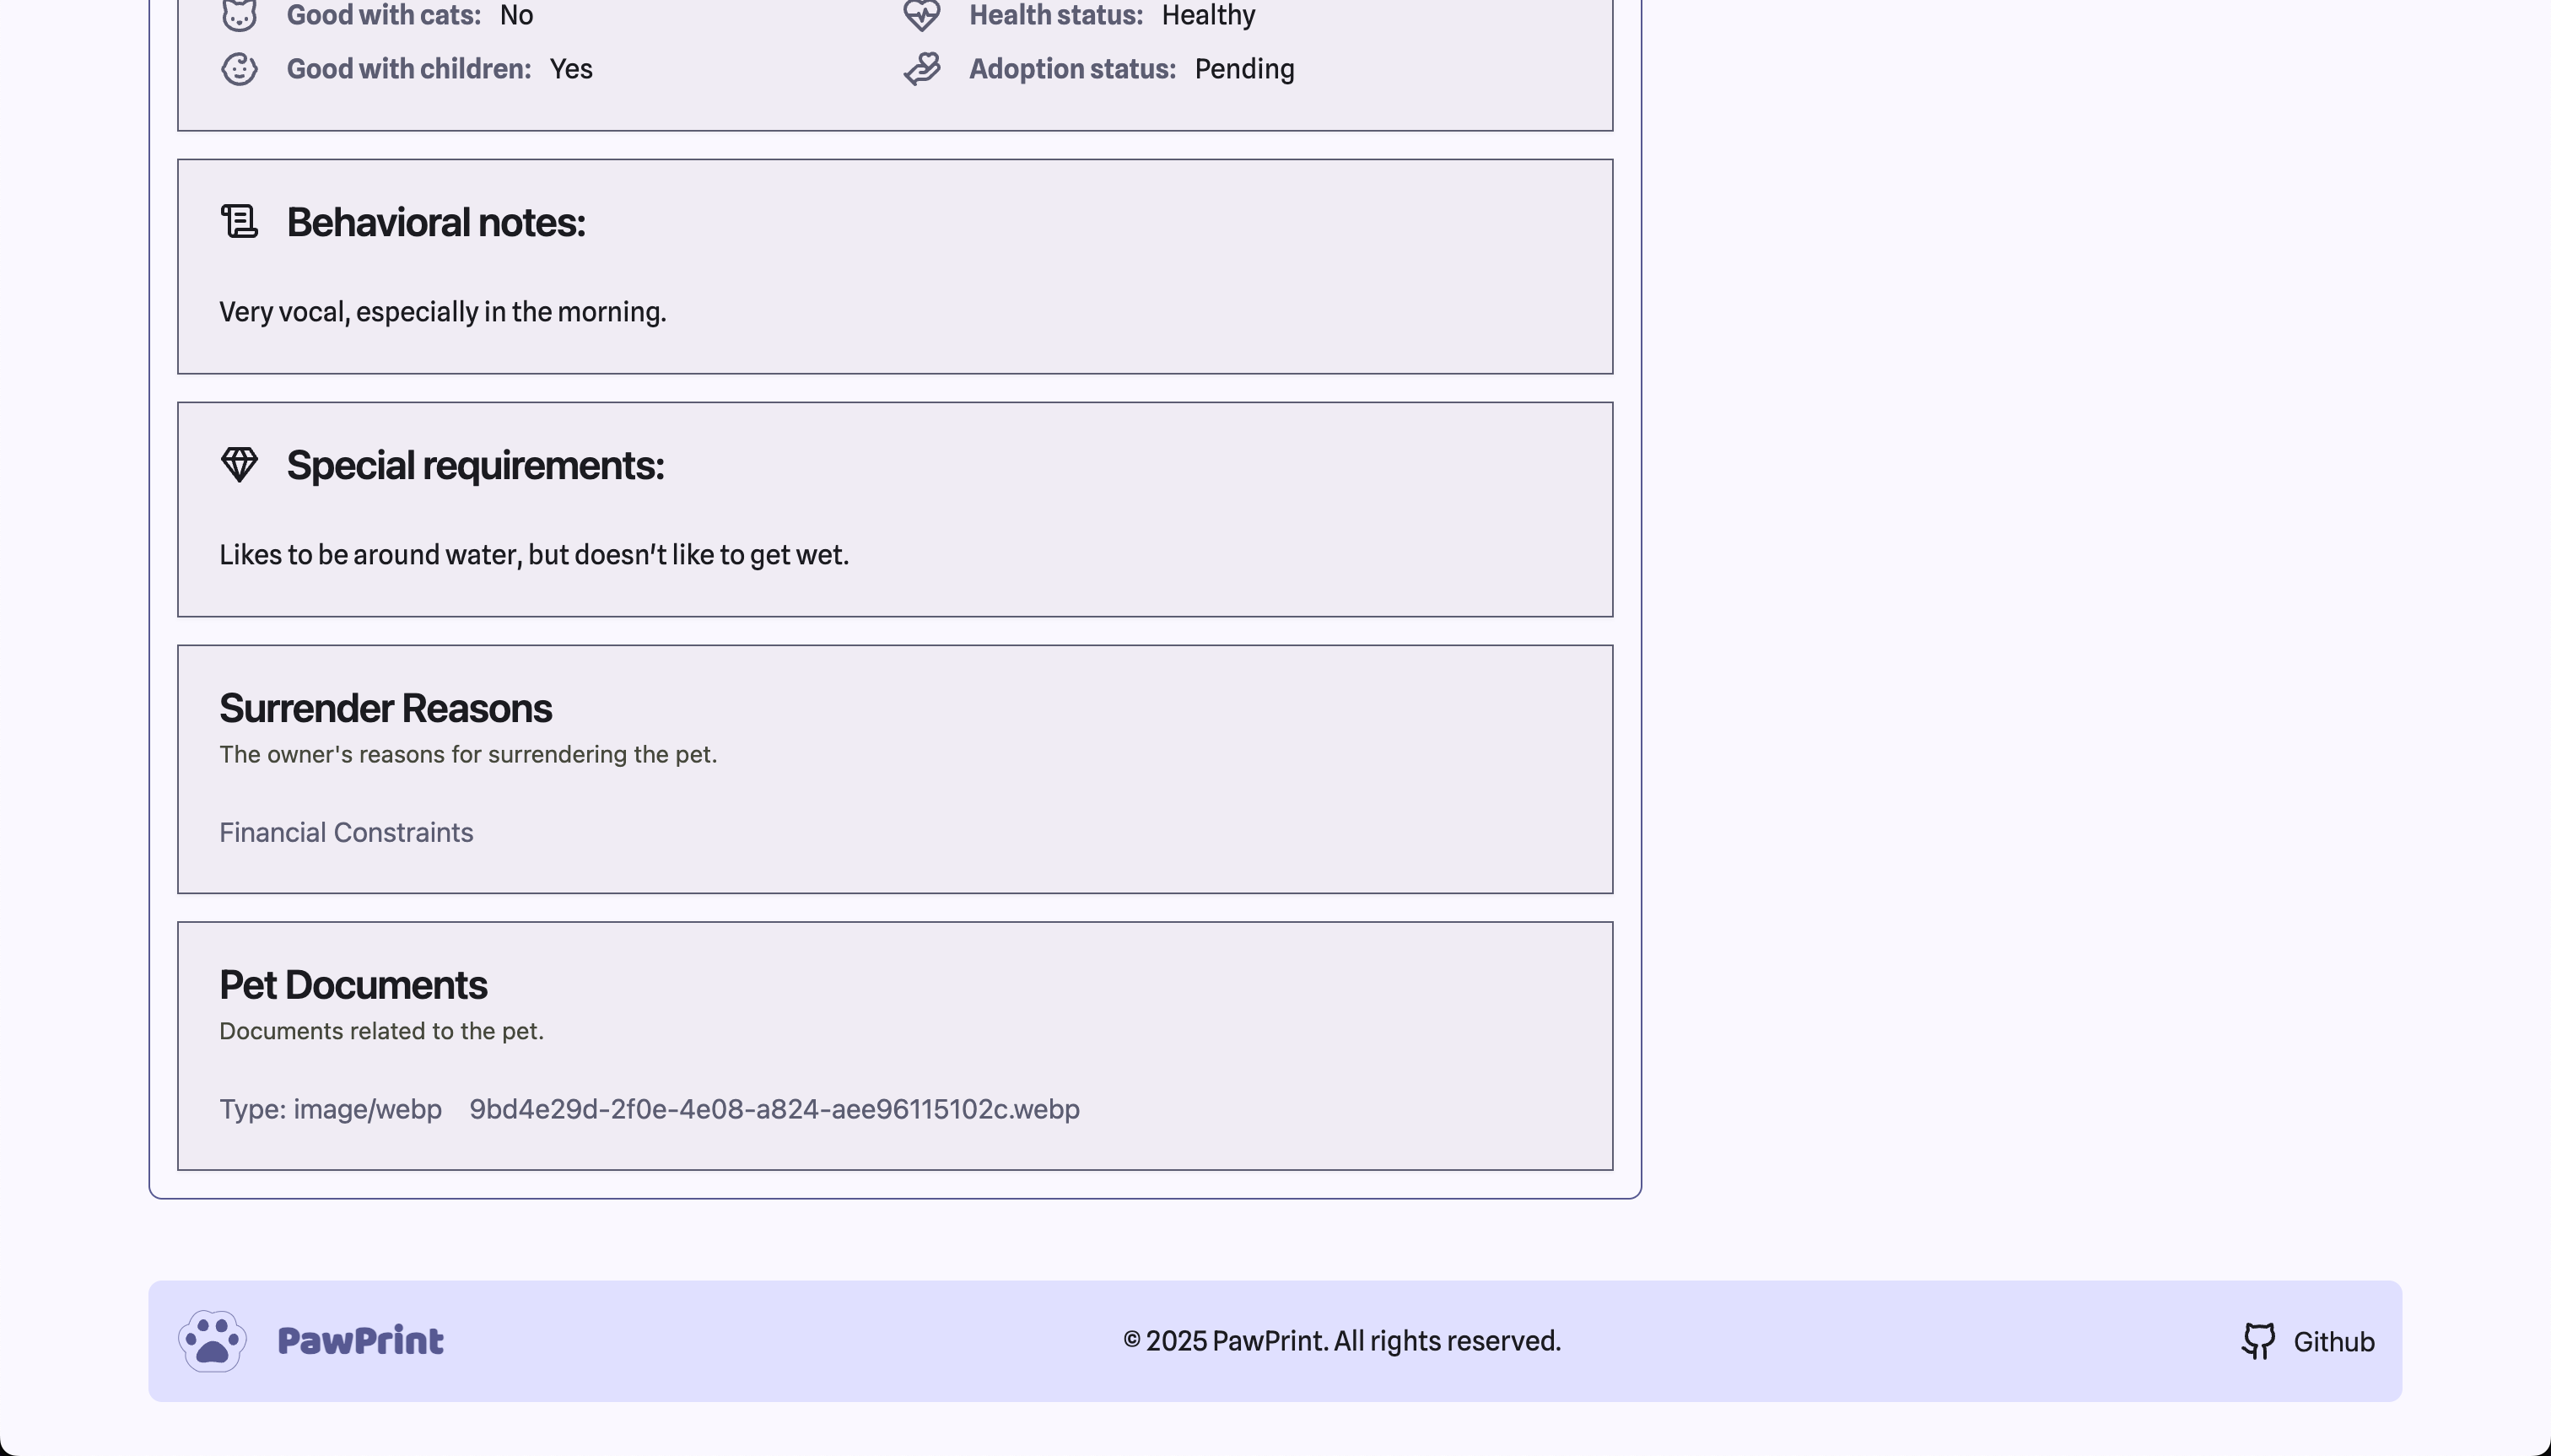 Good with cats: No
Health status: Healthy
Good with children: Yes
Adoption status: Pending
Behavioral notes:
Very vocal, especially in the morning.
Special requirements:
Likes to be around water, but doesn't like to get wet.
Surrender Reasons
The owner's reasons for surrendering the pet.
Financial Constraints
Pet Documents
Documents related to the pet.
Type: image/webp 9bd4e29d-2f0e-4e08-a824-aee96115102c.webp
PawPrint
© 2025 PawPrint. All rights reserved.
Github